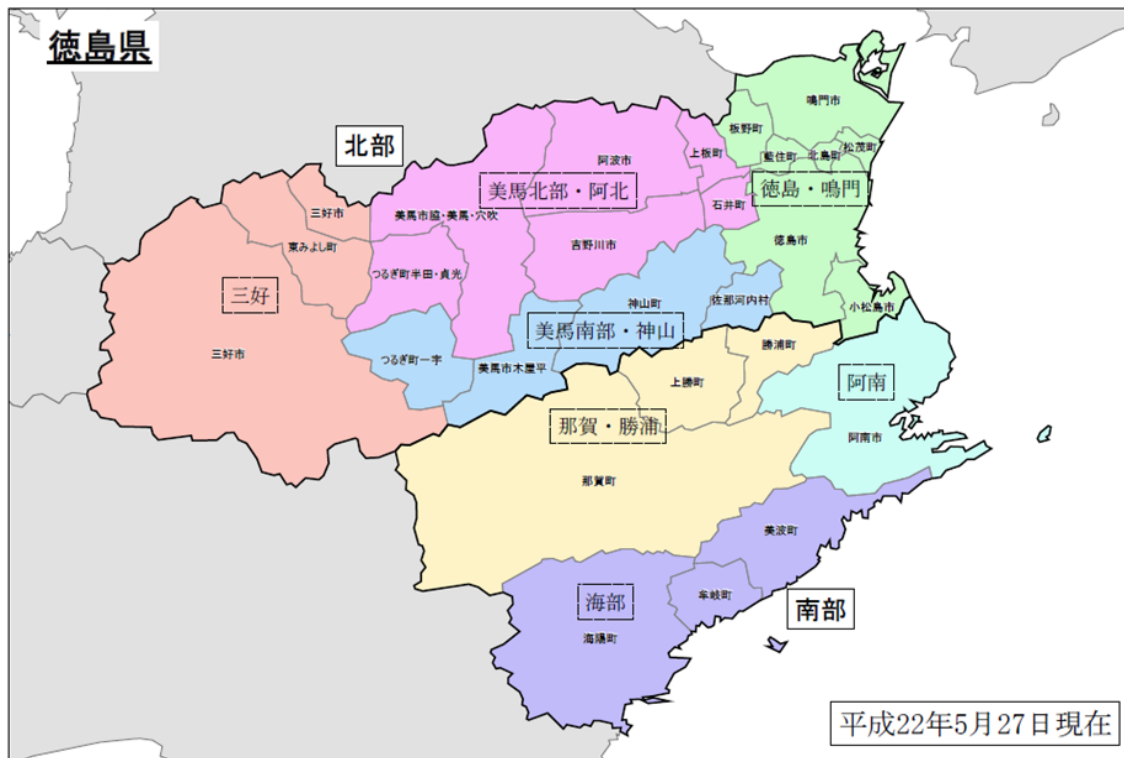 徳島県
北部
鳴門市
板野町
松茂町
北島町
藍住町
上板町
阿波市
美馬北部・阿北
徳島・鳴門
石井町
三好市
美馬市脇・美馬・穴吹
東みよし町
吉野川市
徳島市
つるぎ町半田・貞光
三好
神山町
佐那河内村
小松島市
美馬南部・神山
三好市
つるぎ町一宇
美馬市木屋平
勝浦町
上勝町
阿南
那賀・勝浦
阿南市
那賀町
美波町
海部
牟岐町
南部
海陽町
平成22年5月27日現在